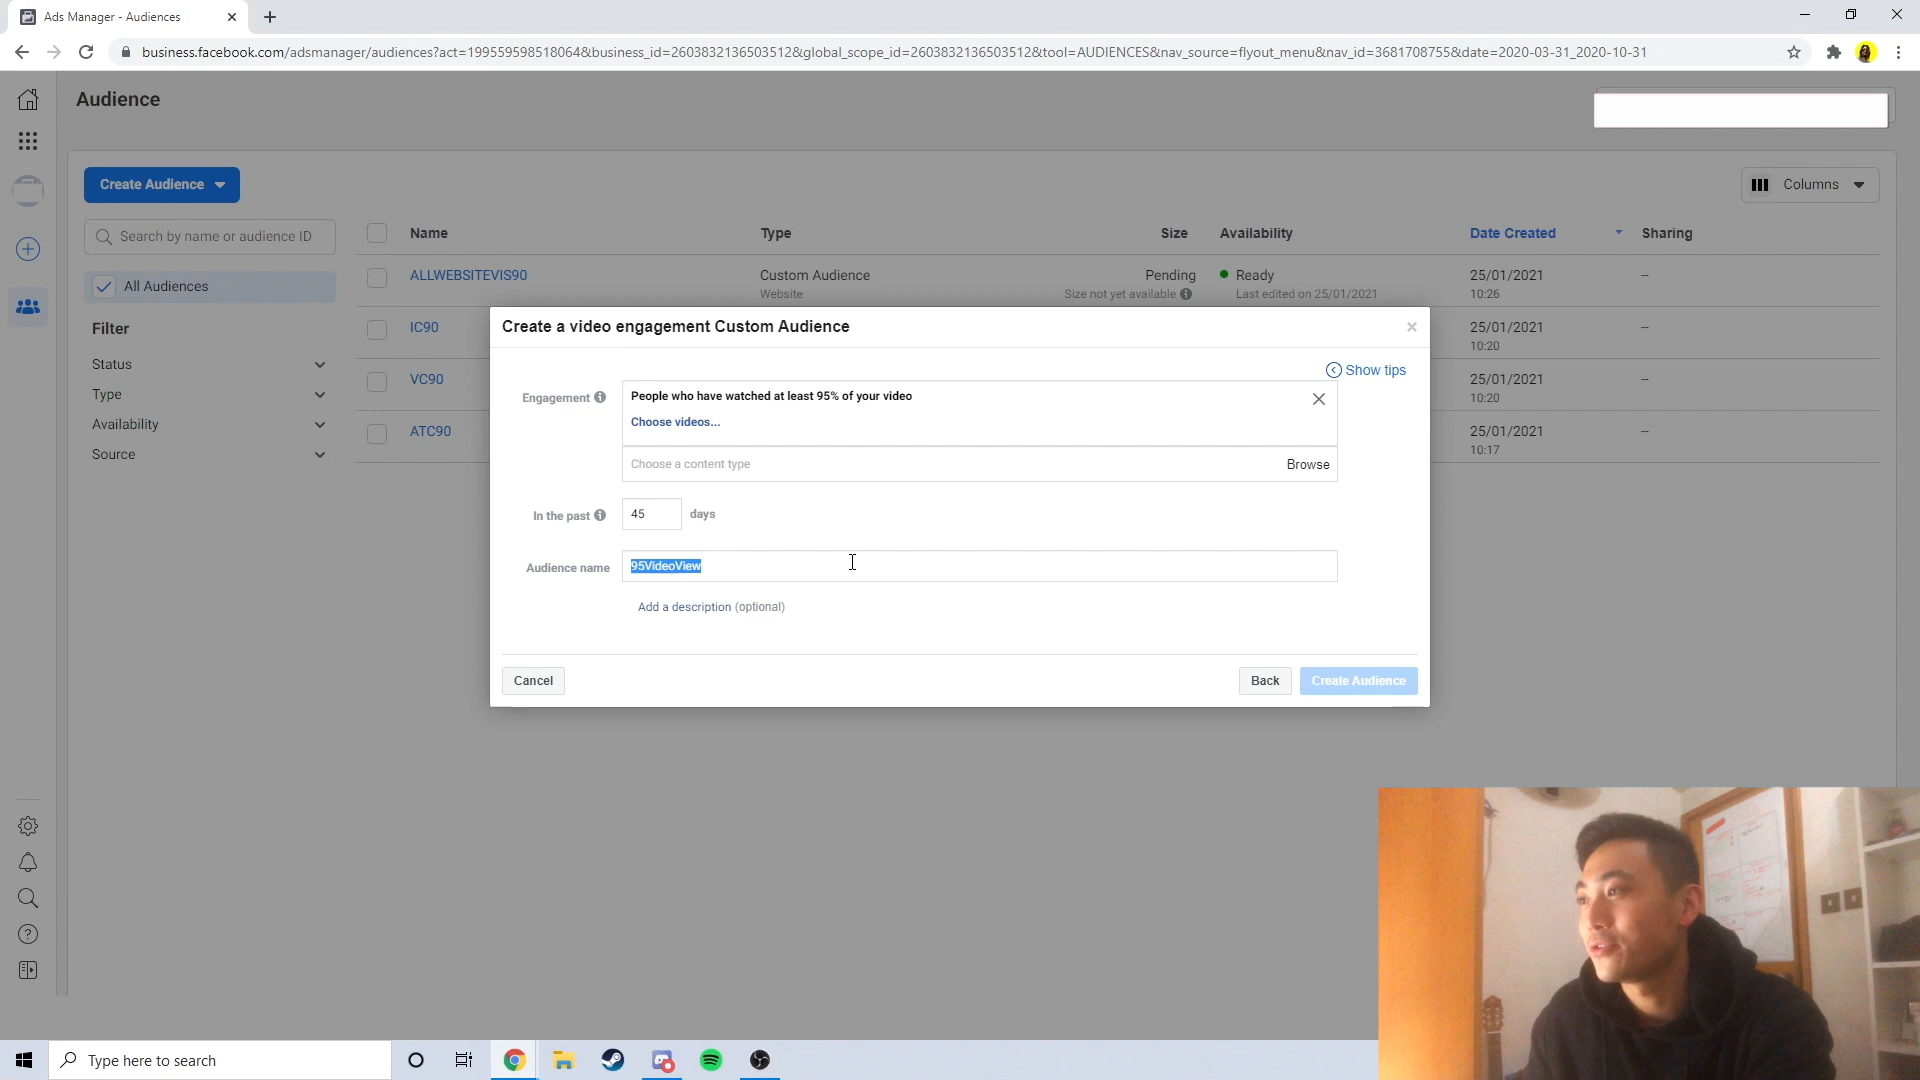 Ads Manager - Audiences
business.facebook.com/adsmanager/audiences?act=199559598518064&business_id=2603832136503512&global_scope_id=2603832136503512&tool=AUDIENCES&nav_source=flyout_menu&nav_id=3681708755&date=2020-03-31_2020-10-31
Audience
Create Audience
Columns
Search by name or audience ID
Name Type Size Availability Date Created Sharing
All Audiences
ALLWEBSITEVIS90 Custom Audience Pending Ready 25/01/2021 --
Website Size not yet available Last edited on 25/01/2021 10:26
Filter
IC90 25/01/2021 --
10:20
Status
VC90 25/01/2021 --
10:20
Type
Availability
ATC90 25/01/2021 --
10:17
Source
Create a video engagement Custom Audience
Show tips
Engagement People who have watched at least 95% of your video
Choose videos...
Choose a content type Browse
In the past 45 days
Audience name 95VideoView
Add a description (optional)
Cancel Back Create Audience
Type here to search